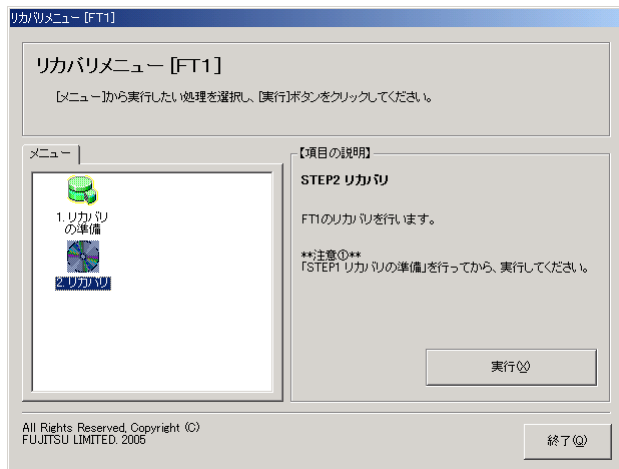 リカバリメニュー [FT1]
リカバリメニュー [FT1]
[メニュー]から実行したい処理を選択し、[実行]ボタンをクリックしてください。
メニュー
1. リカバリ
の準備
2. リカバリ
【項目の説明】
STEP2 リカバリ
FT1のリカバリを行います。
**注意①**
「STEP1 リカバリの準備」を行ってから、実行してください。
実行(X)
All Rights Reserved, Copyright (C)
FUJITSU LIMITED. 2005
終了(Q)